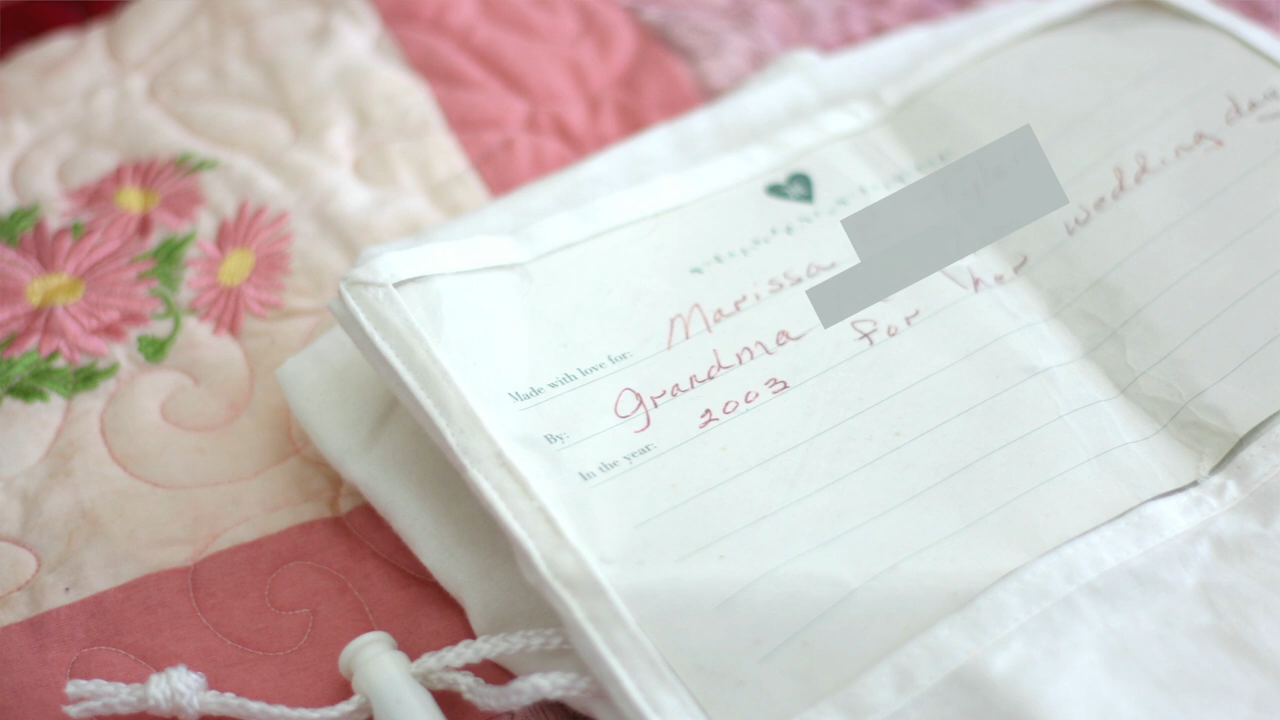 Made with love for: Marissa
By: Grandma
In the year: 2003 for her wedding day